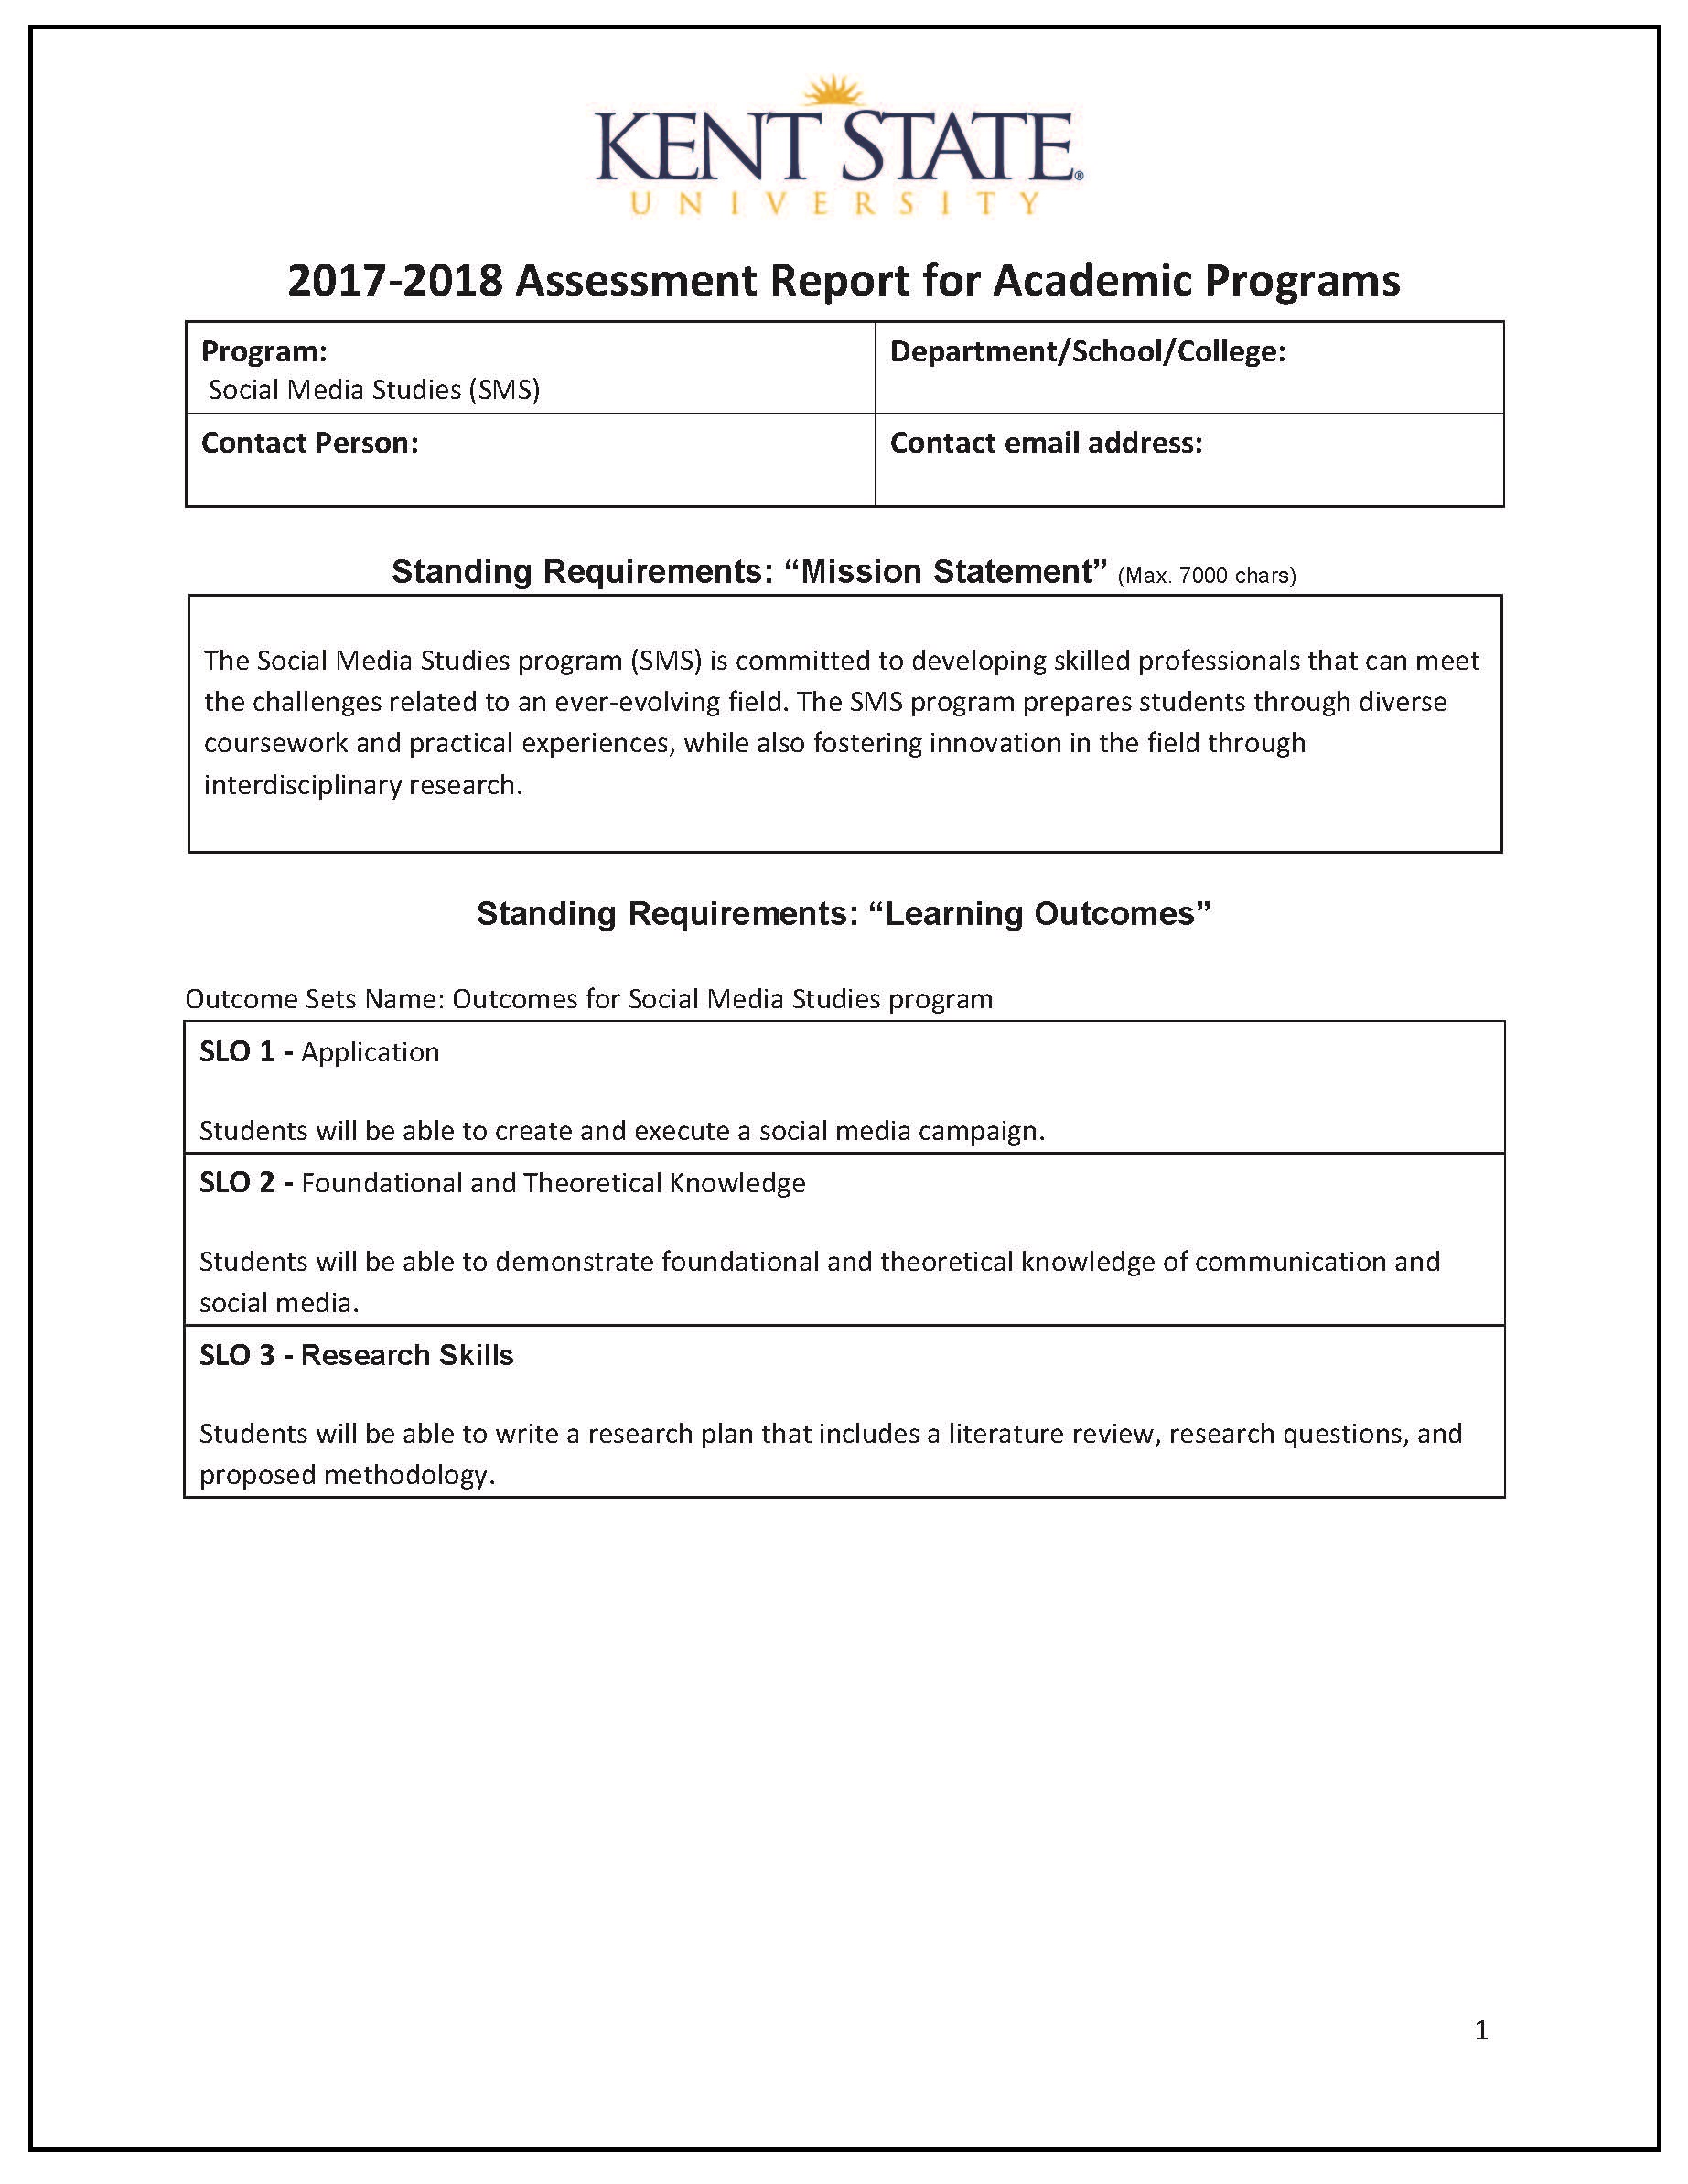 KENT STATE®
UNIVERSITY
2017-2018 Assessment Report for Academic Programs
Program:
Social Media Studies (SMS)
Department/School/College:
Contact Person:
Contact email address:
Standing Requirements: “Mission Statement” (Max. 7000 chars)
The Social Media Studies program (SMS) is committed to developing skilled professionals that can meet
the challenges related to an ever-evolving field. The SMS program prepares students through diverse
coursework and practical experiences, while also fostering innovation in the field through
interdisciplinary research.
Standing Requirements: “Learning Outcomes”
Outcome Sets Name: Outcomes for Social Media Studies program
SLO 1 - Application
Students will be able to create and execute a social media campaign.
SLO 2 - Foundational and Theoretical Knowledge
Students will be able to demonstrate foundational and theoretical knowledge of communication and
social media.
SLO 3 - Research Skills
Students will be able to write a research plan that includes a literature review, research questions, and
proposed methodology.
1